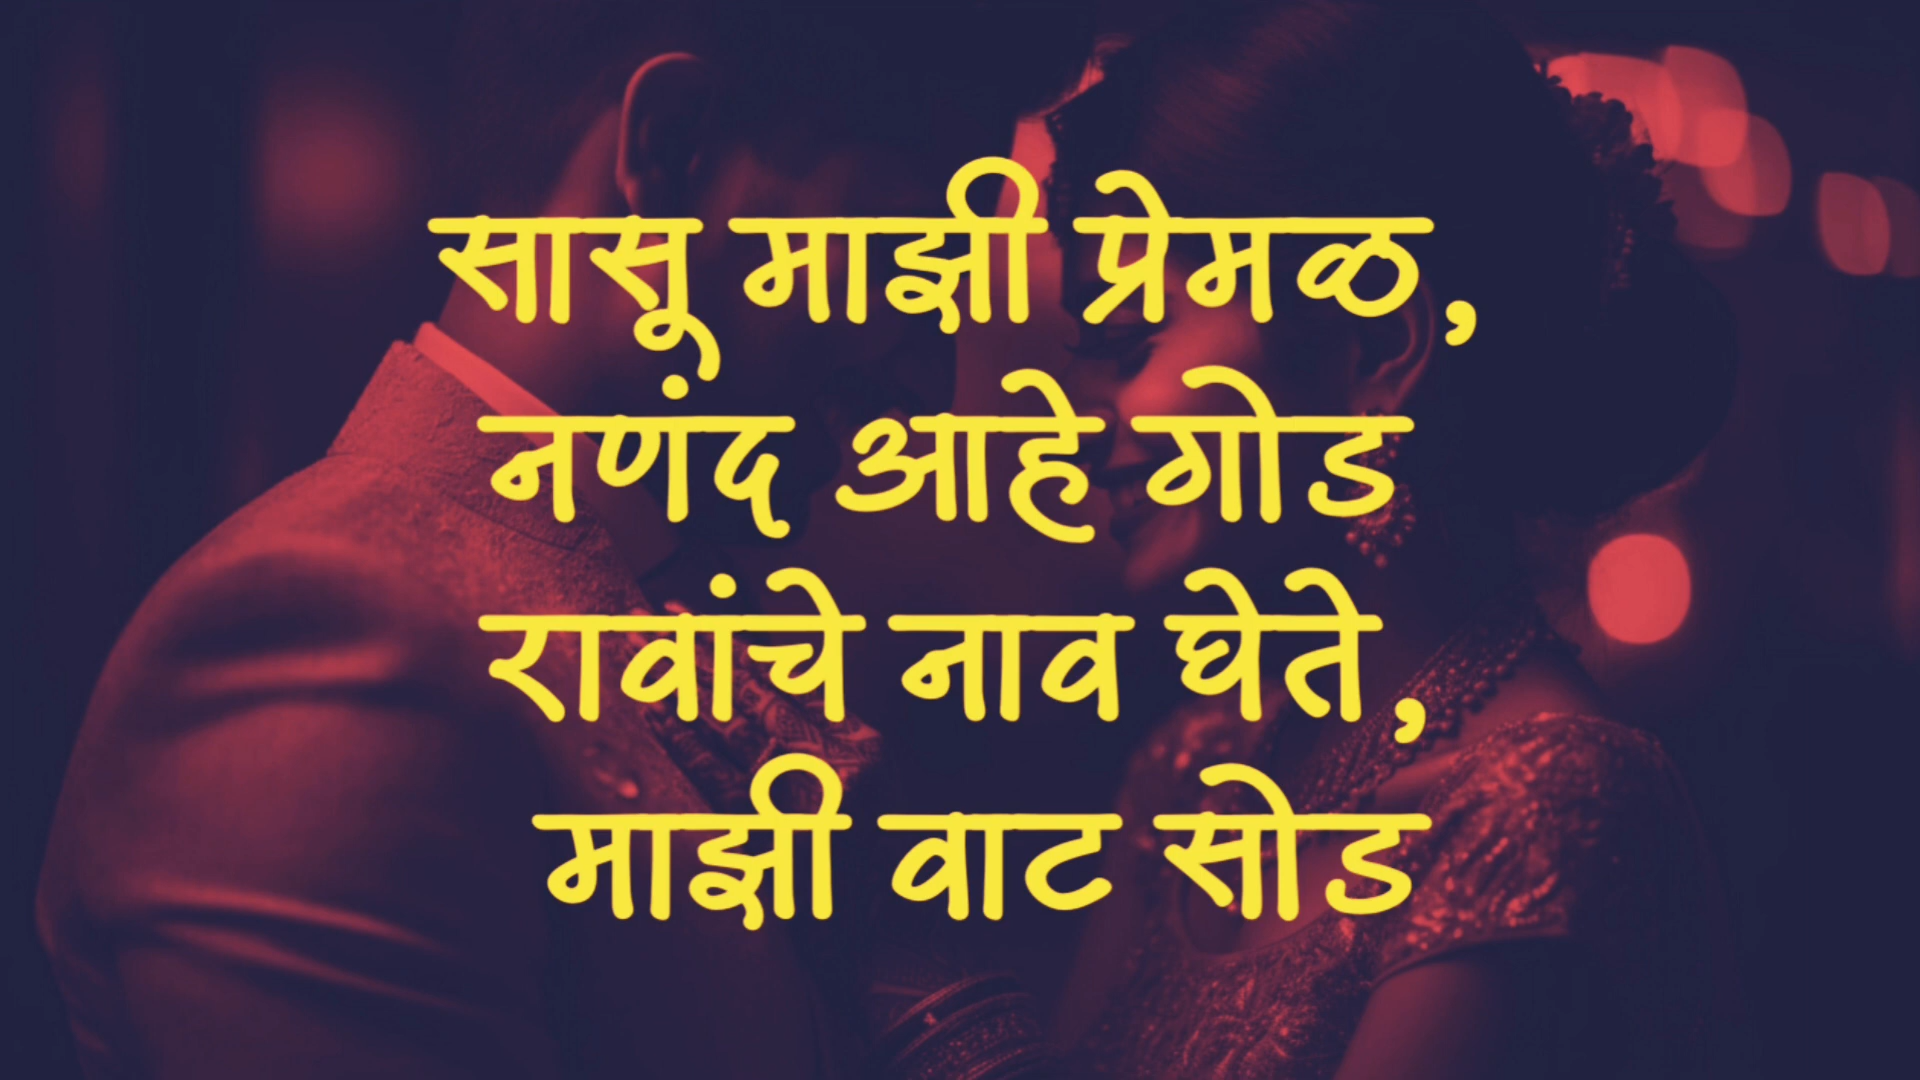 सासू माझी प्रेमळ,
नणंद आहे गोड
रावांचे नाव घेते,
माझी वाट सोड